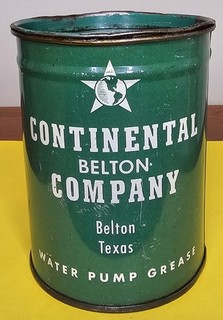 CONTINENTAL
BELTON
COMPANY
Belton
Texas
WATER PUMP GREASE